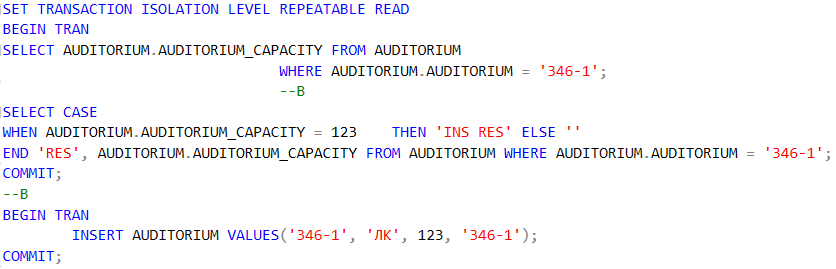 SET TRANSACTION ISOLATION LEVEL REPEATABLE READ
BEGIN TRAN
SELECT AUDITORIUM.AUDITORIUM_CAPACITY FROM AUDITORIUM
WHERE AUDITORIUM.AUDITORIUM = '346-1';
--B
SELECT CASE
WHEN AUDITORIUM.AUDITORIUM_CAPACITY = 123 THEN 'INS RES' ELSE ''
END 'RES', AUDITORIUM.AUDITORIUM_CAPACITY FROM AUDITORIUM WHERE AUDITORIUM.AUDITORIUM = '346-1';
COMMIT;
--B
BEGIN TRAN
INSERT AUDITORIUM VALUES('346-1', 'ЛК', 123, '346-1');
COMMIT;